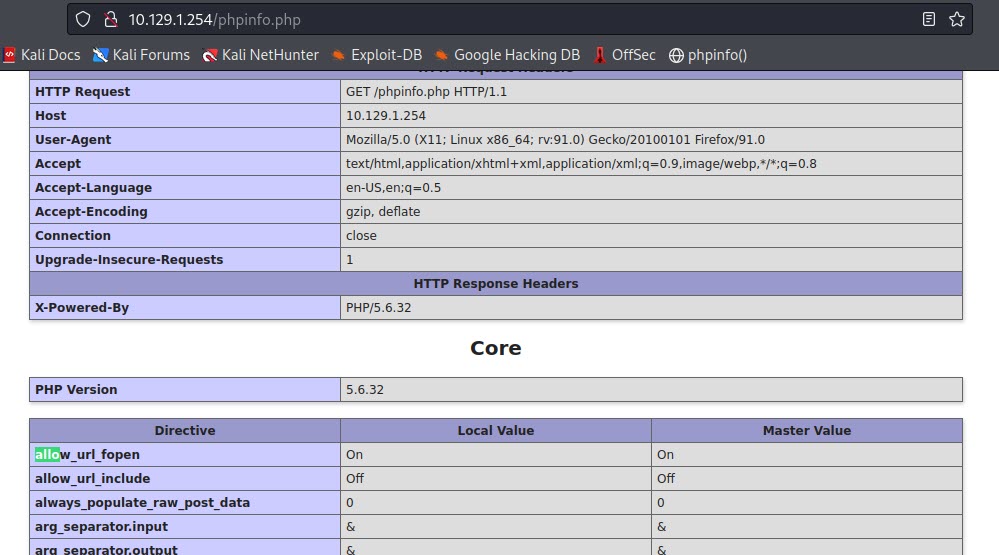 10.129.1.254/phpinfo.php
Kali Docs Kali Forums Kali NetHunter Exploit-DB Google Hacking DB OffSec phpinfo()
HTTP Request Headers
HTTP Request GET /phpinfo.php HTTP/1.1
Host 10.129.1.254
User-Agent Mozilla/5.0 (X11; Linux x86_64; rv:91.0) Gecko/20100101 Firefox/91.0
Accept text/html,application/xhtml+xml,application/xml;q=0.9,image/webp,*/*;q=0.8
Accept-Language en-US,en;q=0.5
Accept-Encoding gzip, deflate
Connection close
Upgrade-Insecure-Requests 1
HTTP Response Headers
X-Powered-By PHP/5.6.32
Core
PHP Version 5.6.32
Directive Local Value Master Value
allow_url_fopen On On
allow_url_include Off Off
always_populate_raw_post_data 0 0
arg_separator.input & &
arg_separator.output & &